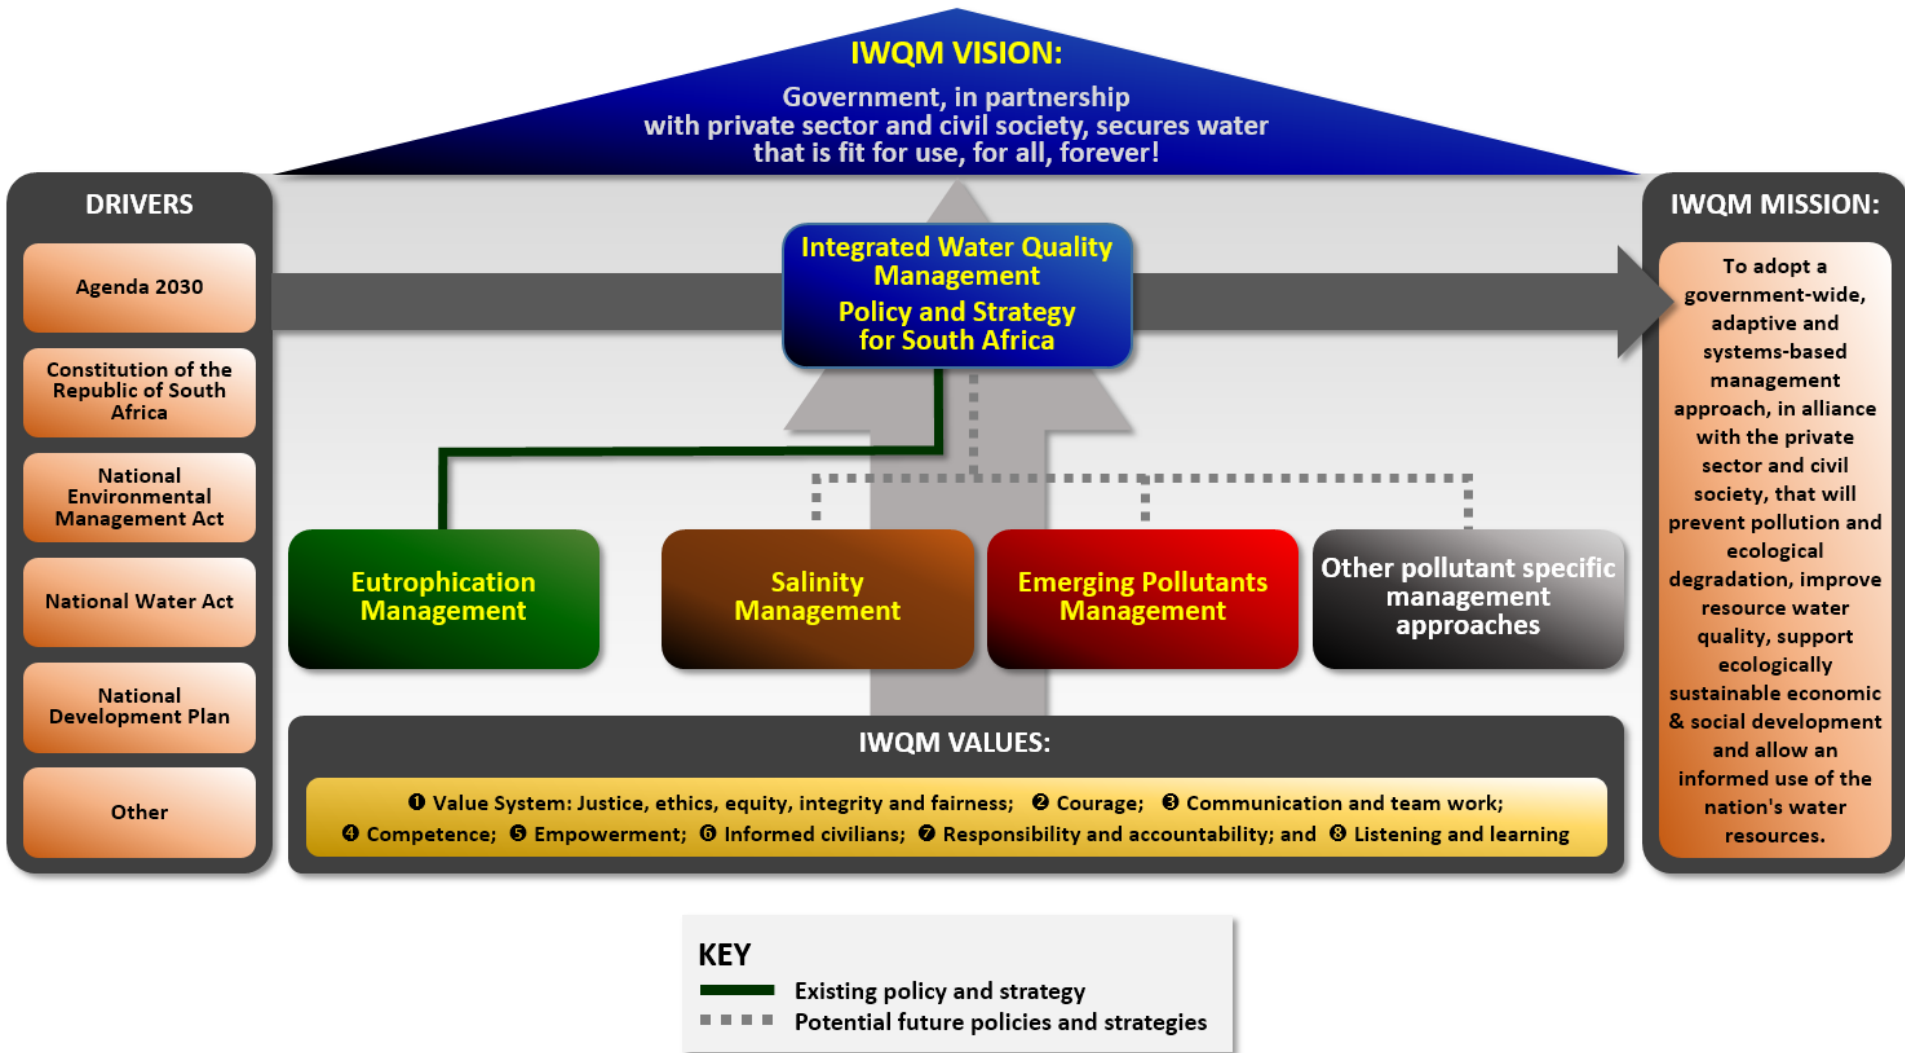 IWQM VISION:
Government, in partnership
with private sector and civil society, secures water
that is fit for use, for all, forever!
DRIVERS
Agenda 2030
Constitution of the
Republic of South
Africa
National
Environmental
Management Act
National Water Act
National
Development Plan
Other
Integrated Water Quality
Management
Policy and Strategy
for South Africa
Eutrophication
Management
Salinity
Management
Emerging Pollutants
Management
Other pollutant specific
management
approaches
IWQM VALUES:
❶ Value System: Justice, ethics, equity, integrity and fairness; ❷ Courage; ❸ Communication and team work;
❹ Competence; ❺ Empowerment; ❻ Informed civilians; ❼ Responsibility and accountability; and ❽ Listening and learning
IWQM MISSION:
To adopt a
government-wide,
adaptive and
systems-based
management
approach, in alliance
with the private
sector and civil
society, that will
prevent pollution and
ecological
degradation, improve
resource water
quality, support
ecologically
sustainable economic
& social development
and allow an
informed use of the
nation's water
resources.
KEY
Existing policy and strategy
Potential future policies and strategies